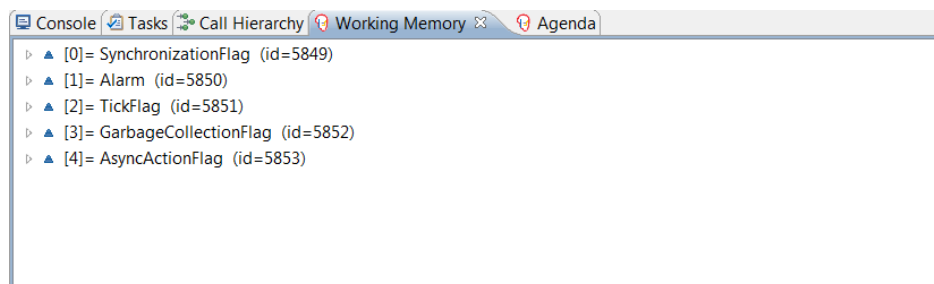 Console Tasks Call Hierarchy Working Memory Agenda
[0]= SynchronizationFlag (id=5849)
[1]= Alarm (id=5850)
[2]= TickFlag (id=5851)
[3]= GarbageCollectionFlag (id=5852)
[4]= AsyncActionFlag (id=5853)